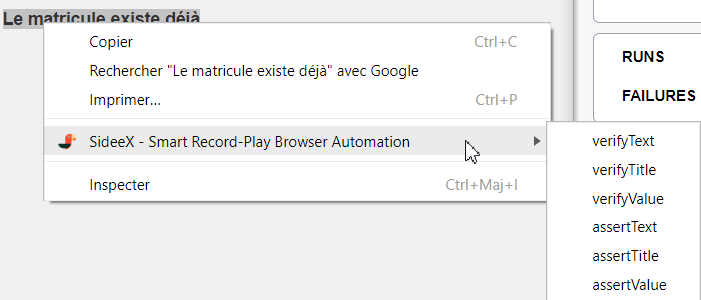 Le matricule existe déjà
Copier Ctrl+C
Rechercher "Le matricule existe déjà" avec Google
Imprimer... Ctrl+P
SideeX - Smart Record-Play Browser Automation
Inspecter Ctrl+Maj+I
RUNS
FAILURES
verifyText
verifyTitle
verifyValue
assertText
assertTitle
assertValue